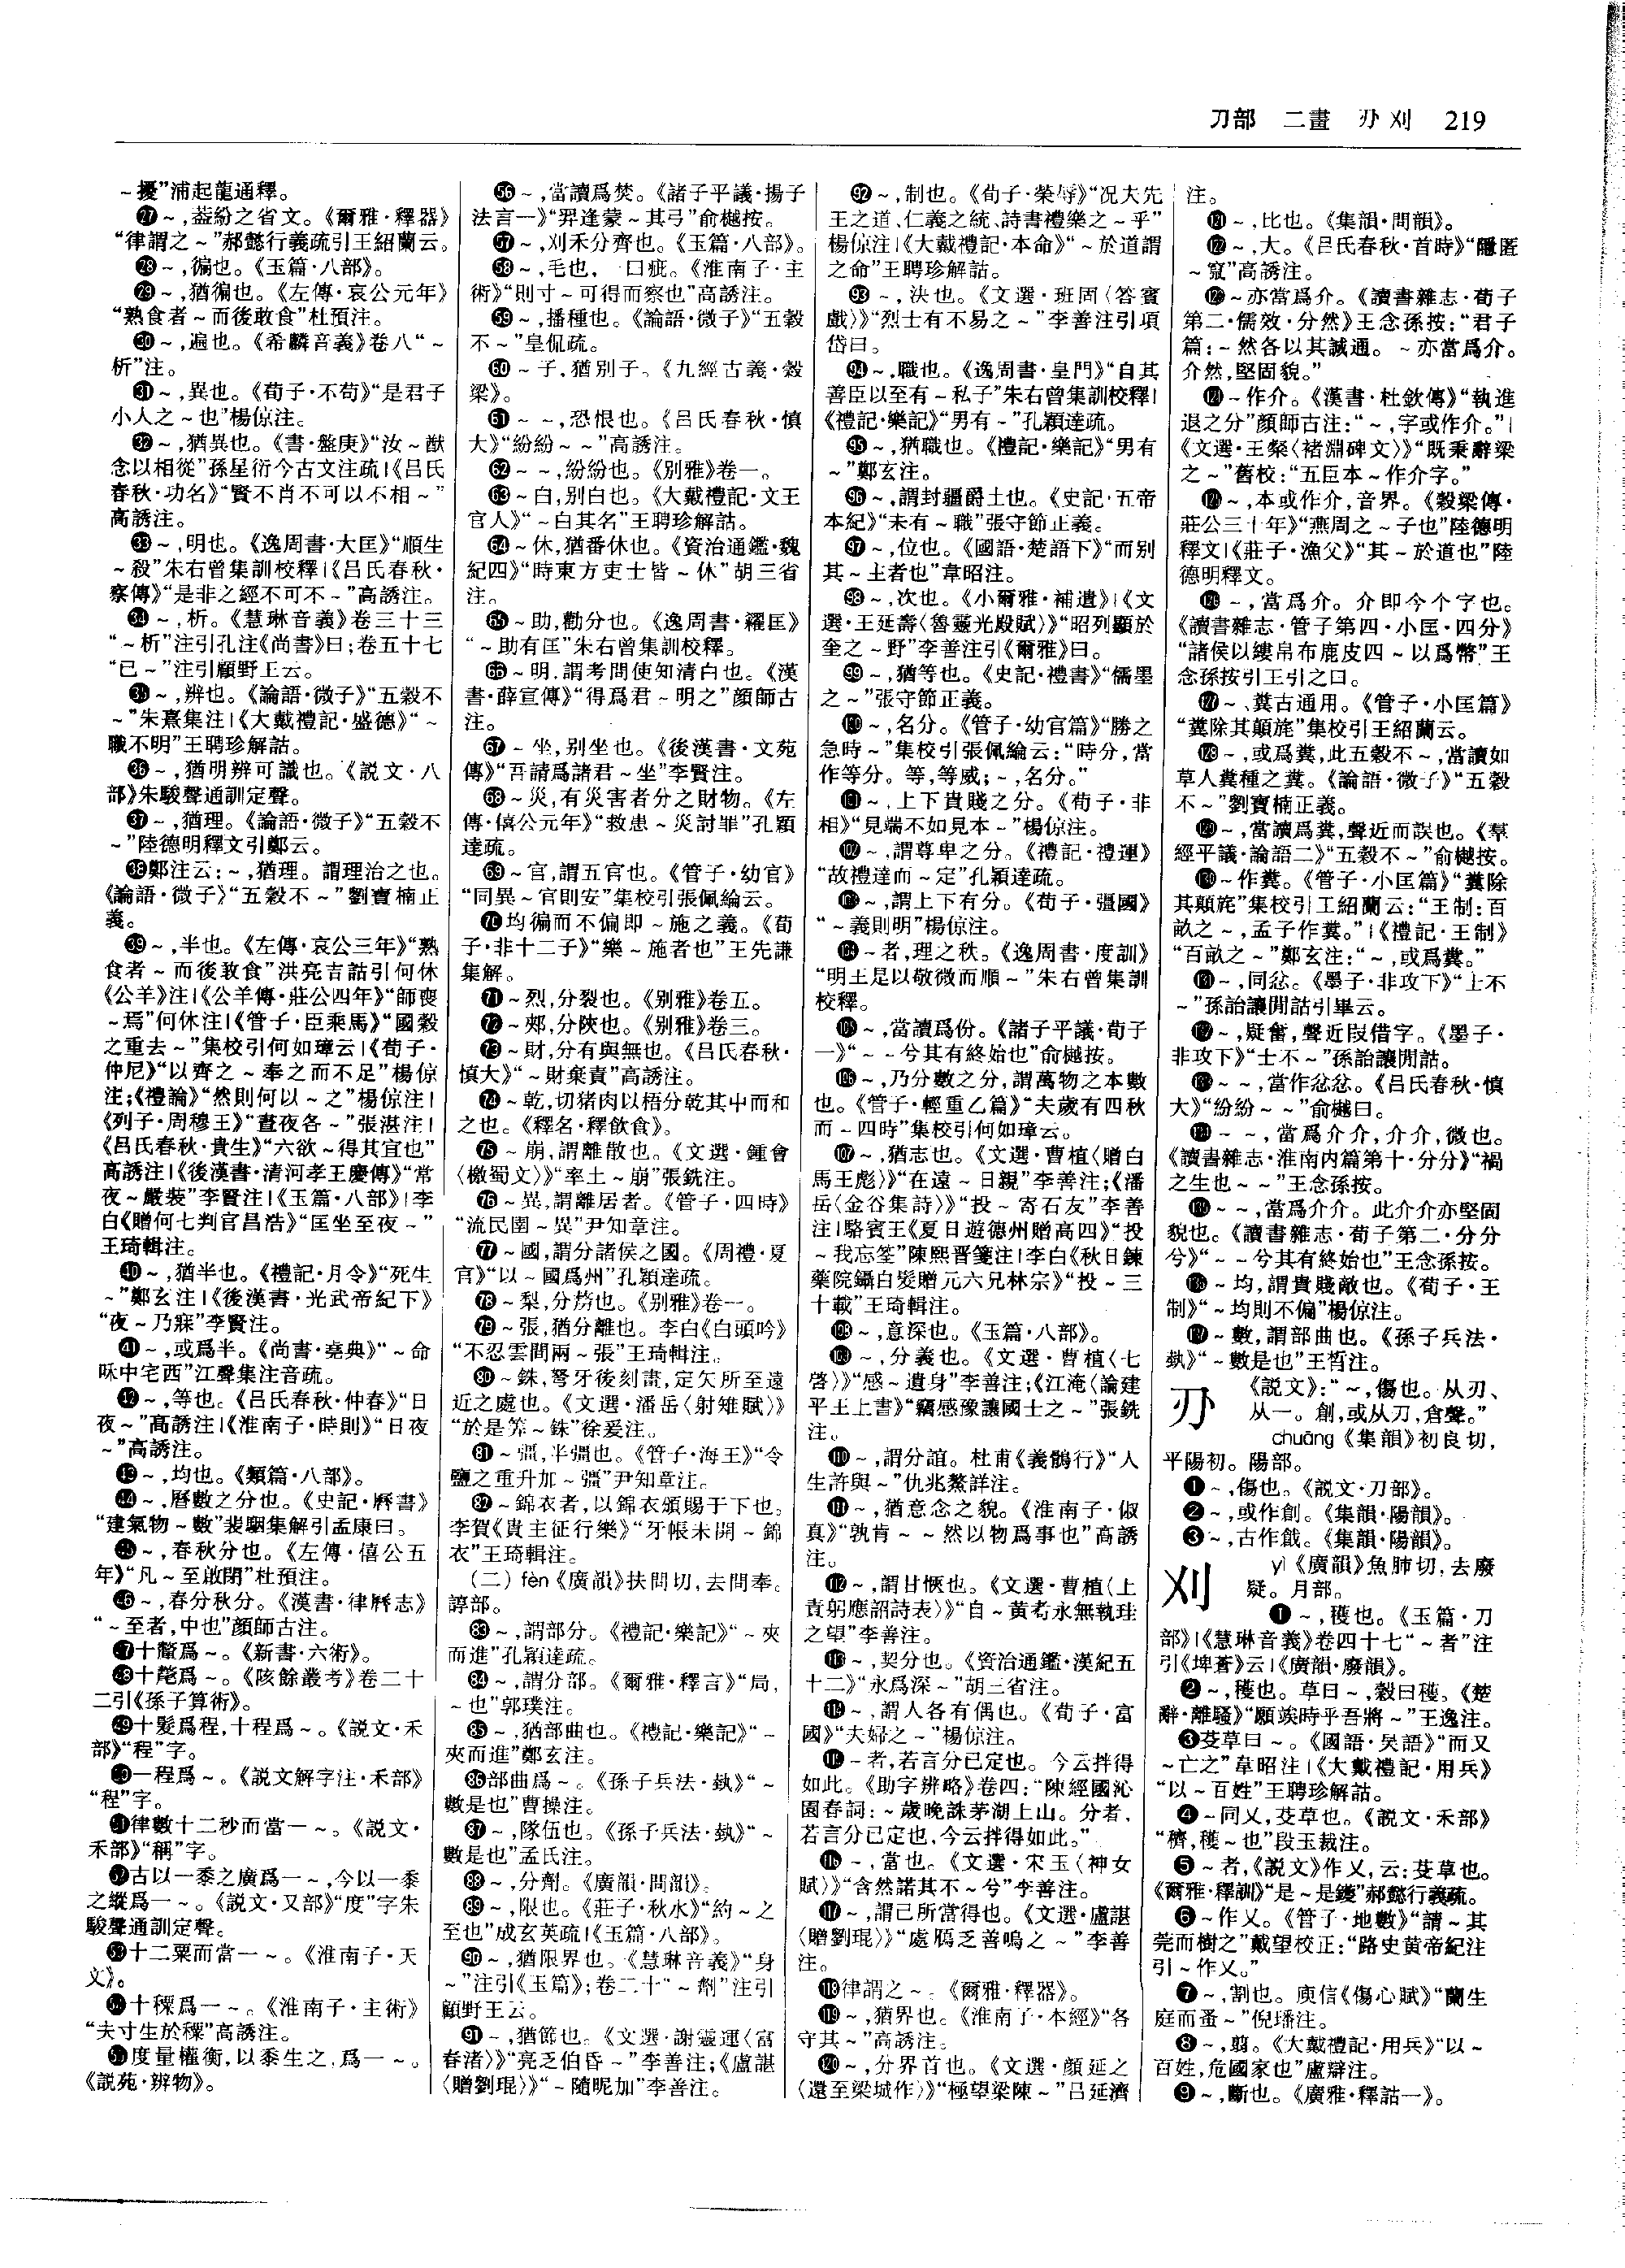 刀部　二畫　刅刈　219
~擾”浦起龍通釋。
㉗~,葢紛之省文。《爾雅·釋器》
“律謂之~”郝懿行義疏引王紹蘭云。
㉘~,徧也。《玉篇·八部》。
㉙~,猶徧也。《左傳·哀公元年》
“熟食者~而後敢食”杜預注。
㉚~,遍也。《希麟音義》卷八“~
析”注。
㉛~,異也。《荀子·不苟》“是君子
小人之~也”楊倞注。
㉜~,猶異也。《書·盤庚》“汝~猷
念以相從”孫星衍今古文注疏|《吕氏
春秋·功名》“賢不肖不可以不相~”
高誘注。
㉝~,明也。《逸周書·大匡》“順生
~殺”朱右曾集訓校釋|《吕氏春秋·
察傳》“是非之經不可不~”高誘注。
㉞~,析。《慧琳音義》卷三十三
“~析”注引孔注《尚書》曰;卷五十七
“已~”注引顧野王云。
㉟~,辨也。《論語·微子》“五穀不
~”朱熹集注|《大戴禮記·盛德》“~
職不明”王聘珍解詁。
㊱~,猶明辨可識也。《説文·八
部》朱駿聲通訓定聲。
㊲~,猶理。《論語·微子》“五穀不
~”陸德明釋文引鄭云。
㊳鄭注云:~,猶理。謂理治之也。
《論語·微子》“五穀不~”劉寶楠正
義。
㊴~,半也。《左傳·哀公三年》“熟
食者~而後敢食”洪亮吉詁引何休
《公羊》注|《公羊傳·莊公四年》“師喪
~焉”何休注|《管子·臣乘馬》“國穀
之重去~”集校引何如璋云|《荀子·
仲尼》“以齊之~奉之而不足”楊倞
注;《禮論》“然則何以~之”楊倞注|
《列子·周穆王》“晝夜各~”張湛注|
《吕氏春秋·貴生》“六欲~得其宜也”
高誘注|《後漢書·清河孝王慶傳》“常
夜~嚴裝”李賢注|《玉篇·八部》|李
白《贈何七判官昌浩》“匡坐至夜~”
王琦輯注。
㊵~,猶半也。《禮記·月令》“死生
~”鄭玄注|《後漢書·光武帝紀下》
“夜~乃寐”李賢注。
㊶~,或爲半。《尚書·堯典》“~命
昧中宅西”江聲集注音疏。
㊷~,等也。《吕氏春秋·仲春》“日
夜~”高誘注|《淮南子·時則》“日夜
~”高誘注。
㊸~,均也。《類篇·八部》。
㊹~,曆數之分也。《史記·曆書》
“建氣物~數”裴駰集解引孟康曰。
㊺~,春秋分也。《左傳·僖公五
年》“凡~至啟閉”杜預注。
㊻~,春分秋分。《漢書·律曆志》
“~至者,中也”顔師古注。
㊼十氂爲~。《新書·六術》。
㊽十氂爲~。《陔餘叢考》卷二十
二引《孫子算術》。
㊾十髮爲程,十程爲~。《説文·禾
部》“程”字。
㊿一程爲~。《説文解字注·禾部》
“程”字。
51律數十二秒而當一~。《説文·
禾部》“稱”字。
52古以一黍之廣爲一~,今以一黍
之縱爲一~。《説文·又部》“度”字朱
駿聲通訓定聲。
53十二粟而當一~。《淮南子·天
文》。
54十䅺爲一~。《淮南子·主術》
“夫寸生於䅺”高誘注。
55度量權衡,以黍生之,爲一~。
《説苑·辨物》。
56~,當讀爲焚。《諸子平議·揚子
法言一》“羿逢蒙~其弓”俞樾按。
57~,刈禾分齊也。《玉篇·八部》。
58~,毛也,一曰疵。《淮南子·主
術》“則寸~可得而察也”高誘注。
59~,播種也。《論語·微子》“五穀
不~”皇侃疏。
60~子,猶别子。《九經古義·穀
梁》。
61~~,恐恨也。《吕氏春秋·慎
大》“紛紛~~”高誘注。
62~~,紛紛也。《别雅》卷一。
63~白,别白也。《大戴禮記·文王
官人》“~白其名”王聘珍解詁。
64~休,猶番休也。《資治通鑑·魏
紀四》“時東方吏士皆~休”胡三省
注。
65~助,勸分也。《逸周書·糴匡》
“~助有匡”朱右曾集訓校釋。
66~明,謂考問使知清白也。《漢
書·薛宣傳》“得爲君~明之”顔師古
注。
67~坐,别坐也。《後漢書·文苑
傳》“吾請爲諸君~坐”李賢注。
68~災,有災害者分之財物。《左
傳·僖公元年》“救患~災討罪”孔穎
達疏。
69~官,謂五官也。《管子·幼官》
“同異~官則安”集校引張佩綸云。
70均徧而不偏即~施之義。《荀
子·非十二子》“樂~施者也”王先謙
集解。
71~烈,分裂也。《别雅》卷五。
72~郟,分陝也。《别雅》卷三。
73~財,分有與無也。《吕氏春秋·
慎大》“~財棄責”高誘注。
74~乾,切猪肉以梧分乾其中而和
之也。《釋名·釋飲食》。
75~崩,謂離散也。《文選·鍾會
〈檄蜀文〉》“率土~崩”張銑注。
76~異,謂離居者。《管子·四時》
“流民圉~異”尹知章注。
77~國,謂分諸侯之國。《周禮·夏
官》“以~國爲州”孔穎達疏。
78~梨,分剺也。《别雅》卷一。
79~張,猶分離也。李白《白頭吟》
“不忍雲間兩~張”王琦輯注。
80~銖,弩牙後刻畫,定矢所至遠
近之處也。《文選·潘岳〈射雉賦〉》
“於是筭~銖”徐爰注。
81~彊,半彊也。《管子·海王》“令
鹽之重升加~彊”尹知章注。
82~錦衣者,以錦衣頒賜于下也。
李賀《貴主征行樂》“牙帳未開~錦
衣”王琦輯注。
(二) fèn《廣韻》扶問切,去問奉。
諄部。
83~,謂部分。《禮記·樂記》“~夾
而進”孔穎達疏。
84~,謂分部。《爾雅·釋言》“局,
~也”郭璞注。
85~,猶部曲也。《禮記·樂記》“~
夾而進”鄭玄注。
86部曲爲~。《孫子兵法·埶》“~
數是也”曹操注。
87~,隊伍也。《孫子兵法·埶》“~
數是也”孟氏注。
88~,分劑。《廣韻·問韻》。
89~,限也。《莊子·秋水》“約~之
至也”成玄英疏|《玉篇·八部》。
90~,猶限界也。《慧琳音義》“身
~”注引《玉篇》;卷二十“~劑”注引
顧野王云。
91~,猶節也。《文選·謝靈運〈富
春渚〉》“亮乏伯昏~”李善注;《盧諶
〈贈劉琨〉》“~隨昵加”李善注。
92~,制也。《荀子·榮辱》“况夫先
王之道、仁義之統、詩書禮樂之~乎”
楊倞注|《大戴禮記·本命》“~於道謂
之命”王聘珍解詁。
93~,決也。《文選·班固〈答賓
戲〉》“烈士有不易之~”李善注引項
岱曰。
94~,職也。《逸周書·皇門》“自其
善臣以至有~私子”朱右曾集訓校釋|
《禮記·樂記》“男有~”孔穎達疏。
95~,猶職也。《禮記·樂記》“男有
~”鄭玄注。
96~,謂封疆爵土也。《史記·五帝
本紀》“未有~職”張守節正義。
97~,位也。《國語·楚語下》“而别
其~主者也”韋昭注。
98~,次也。《小爾雅·補遺》|《文
選·王延壽〈魯靈光殿賦〉》“昭列顯於
奎之~野”李善注引《爾雅》曰。
99~,猶等也。《史記·禮書》“儒墨
之~”張守節正義。
100~,名分。《管子·幼官篇》“勝之
急時~”集校引張佩綸云:“時分,當
作等分。等,等威;~,名分。”
101~,上下貴賤之分。《荀子·非
相》“見端不如見本~”楊倞注。
102~,謂尊卑之分。《禮記·禮運》
“故禮達而~定”孔穎達疏。
103~,謂上下有分。《荀子·彊國》
“~義則明”楊倞注。
104~者,理之秩。《逸周書·度訓》
“明王是以敬微而順~”朱右曾集訓
校釋。
105~,當讀爲份。《諸子平議·荀子
一》“~~兮其有終始也”俞樾按。
106~,乃分數之分,謂萬物之本數
也。《管子·輕重乙篇》“夫歲有四秋
而~四時”集校引何如璋云。
107~,猶志也。《文選·曹植〈贈白
馬王彪〉》“在遠~日親”李善注;《潘
岳〈金谷集詩〉》“投~寄石友”李善
注|駱賓王《夏日遊德州贈高四》“投
~我忘筌”陳熙晋箋注|李白《秋日鍊
藥院鑷白髮贈元六兄林宗》“投~三
十載”王琦輯注。
108~,意深也。《玉篇·八部》。
109~,分義也。《文選·曹植〈七
啓〉》“感~遺身”李善注;《江淹〈論建
平王上書〉》“竊感豫讓國士之~”張銑
注。
110~,謂分誼。杜甫《義鶻行》“人
生許與~”仇兆鰲詳注。
111~,猶意念之貌。《淮南子·俶
真》“孰肯~~然以物爲事也”高誘
注。
112~,謂甘愜也。《文選·曹植〈上
責躬應詔詩表〉》“自~黄耇永無執珪
之望”李善注。
113~,契分也。《資治通鑑·漢紀五
十二》“永爲深~”胡三省注。
114~,謂人各有偶也。《荀子·富
國》“夫婦之~”楊倞注。
115~者,若言分已定也。今云拌得
如此。《助字辨略》卷四:“陳經國沁
園春詞:~歲晚誅茅湖上山。分者,
若言分已定也,今云拌得如此。”
116~,當也。《文選·宋玉〈神女
賦〉》“含然諾其不~兮”李善注。
117~,謂己所當得也。《文選·盧諶
〈贈劉琨〉》“處鴈乏善鳴之~”李善
注。
118律謂之~。《爾雅·釋器》。
119~,猶界也。《淮南子·本經》“各
守其~”高誘注。
120~,分界首也。《文選·顔延之
〈還至梁城作〉》“極望梁陳~”吕延濟
注。
121~,比也。《集韻·問韻》。
122~,大。《吕氏春秋·首時》“隱匿
~竄”高誘注。
123~亦當爲介。《讀書雜志·荀子
第二·儒效·分然》王念孫按:“君子
篇:~然各以其誠通。~亦當爲介。
介然,堅固貌。”
124~作介。《漢書·杜欽傳》“執進
退之分”顔師古注:“~,字或作介。”|
《文選·王粲〈褚淵碑文〉》“既秉辭梁
之~”舊校:“五臣本~作介字。”
125~,本或作介,音界。《穀梁傳·
莊公三十年》“燕周之~子也”陸德明
釋文|《莊子·漁父》“其~於道也”陸
德明釋文。
126~,當爲介。介即今个字也。
《讀書雜志·管子第四·小匡·四分》
“諸侯以縷帛布鹿皮四~以爲幣”王
念孫按引王引之曰。
127~、糞古通用。《管子·小匡篇》
“糞除其顛旄”集校引王紹蘭云。
128~,或爲糞,此五穀不~,當讀如
草人糞種之糞。《論語·微子》“五穀
不~”劉寶楠正義。
129~,當讀爲糞,聲近而誤也。《羣
經平議·論語二》“五穀不~”俞樾按。
130~作糞。《管子·小匡篇》“糞除
其顛旄”集校引王紹蘭云:“王制:百
畝之~,孟子作糞。”|《禮記·王制》
“百畝之~”鄭玄注:“~,或爲糞。”
131~,同忿。《墨子·非攻下》“士不
~”孫詒讓閒詁引畢云。
132~,疑奮,聲近叚借字。《墨子·
非攻下》“士不~”孫詒讓閒詁。
133~~,當作忿忿。《吕氏春秋·慎
大》“紛紛~~”俞樾曰。
134~~,當爲介介,介介,微也。
《讀書雜志·淮南内篇第十·分分》“禍
之生也~~”王念孫按。
135~~,當爲介介。此介介亦堅固
貌也。《讀書雜志·荀子第二·分分
兮》“~~兮其有終始也”王念孫按。
136~均,謂貴賤敵也。《荀子·王
制》“~均則不偏”楊倞注。
137~數,謂部曲也。《孫子兵法·
埶》“~數是也”王晳注。
刅
《説文》:“~,傷也。从刃、
从一。創,或从刀,倉聲。”
chuāng《集韻》初良切,
平陽初。陽部。
❶~,傷也。《説文·刀部》。
❷~,或作創。《集韻·陽韻》。
❸~,古作戧。《集韻·陽韻》。
刈
yì《廣韻》魚肺切,去廢
疑。月部。
❶~,穫也。《玉篇·刀
部》|《慧琳音義》卷四十七“~者”注
引《埤蒼》云|《廣韻·廢韻》。
❷~,穫也。草曰~,穀曰穫。《楚
辭·離騷》“願竢時乎吾將~”王逸注。
❸芟草曰~。《國語·吴語》“而又
~亡之”韋昭注|《大戴禮記·用兵》
“以~百姓”王聘珍解詁。
❹~同乂,芟草也。《説文·禾部》
“穧,穫~也”段玉裁注。
❺~者,《説文》作乂,云:芟草也。
《爾雅·釋訓》“是~是鑊”郝懿行義疏。
❻~作乂。《管子·地數》“請~其
莞而樹之”戴望校正:“路史黄帝紀注
引~作乂。”
❼~,割也。庾信《傷心賦》“蘭生
庭而蚤~”倪璠注。
❽~,翦。《大戴禮記·用兵》“以~
百姓,危國家也”盧辯注。
❾~,斷也。《廣雅·釋詁一》。